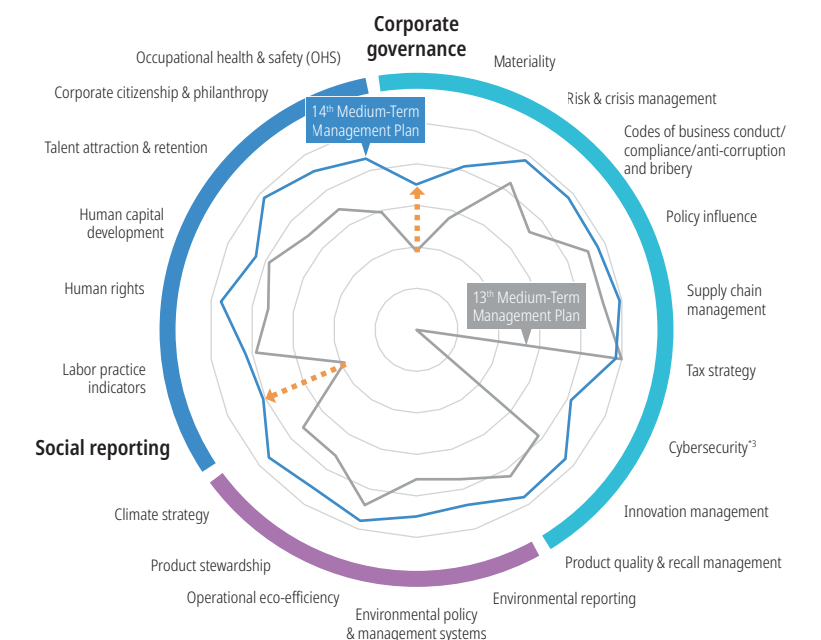 Corporate
governance
Materiality
Risk & crisis management
Codes of business conduct/
compliance/anti-corruption
and bribery
Policy influence
Supply chain
management
Tax strategy
Cybersecurity*3
Innovation management
Product quality & recall management
Environmental reporting
Environmental policy
& management systems
Operational eco-efficiency
Product stewardship
Climate strategy
Social reporting
Labor practice
indicators
Human rights
Human capital
development
Talent attraction & retention
Corporate citizenship & philanthropy
Occupational health & safety (OHS)
14th Medium-Term
Management Plan
13th Medium-Term
Management Plan